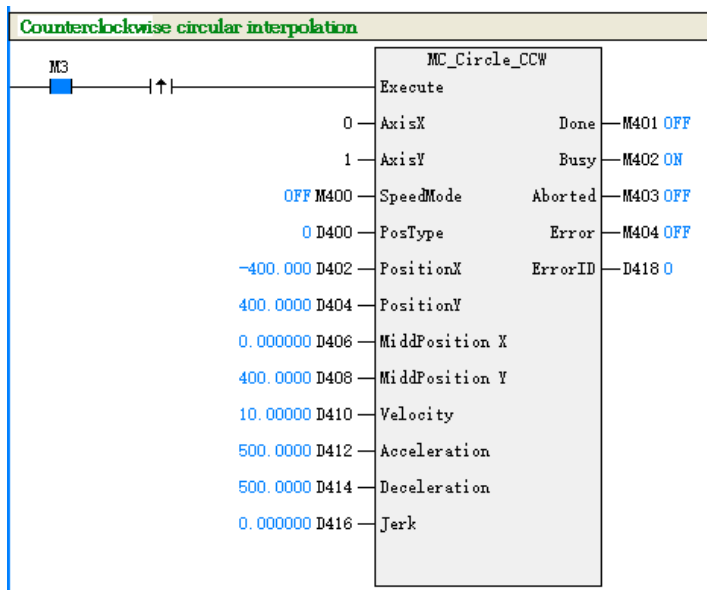 Counterclockwise circular interpolation
M3 MC_Circle_CCW
Execute
0 AxisX Done M401 OFF
1 AxisY Busy M402 ON
OFF M400 SpeedMode Aborted M403 OFF
0 D400 PosType Error M404 OFF
-400.000 D402 PositionX ErrorID D418 0
400.0000 D404 PositionY
0.000000 D406 MiddPosition X
400.0000 D408 MiddPosition Y
10.00000 D410 Velocity
500.0000 D412 Acceleration
500.0000 D414 Deceleration
0.000000 D416 Jerk